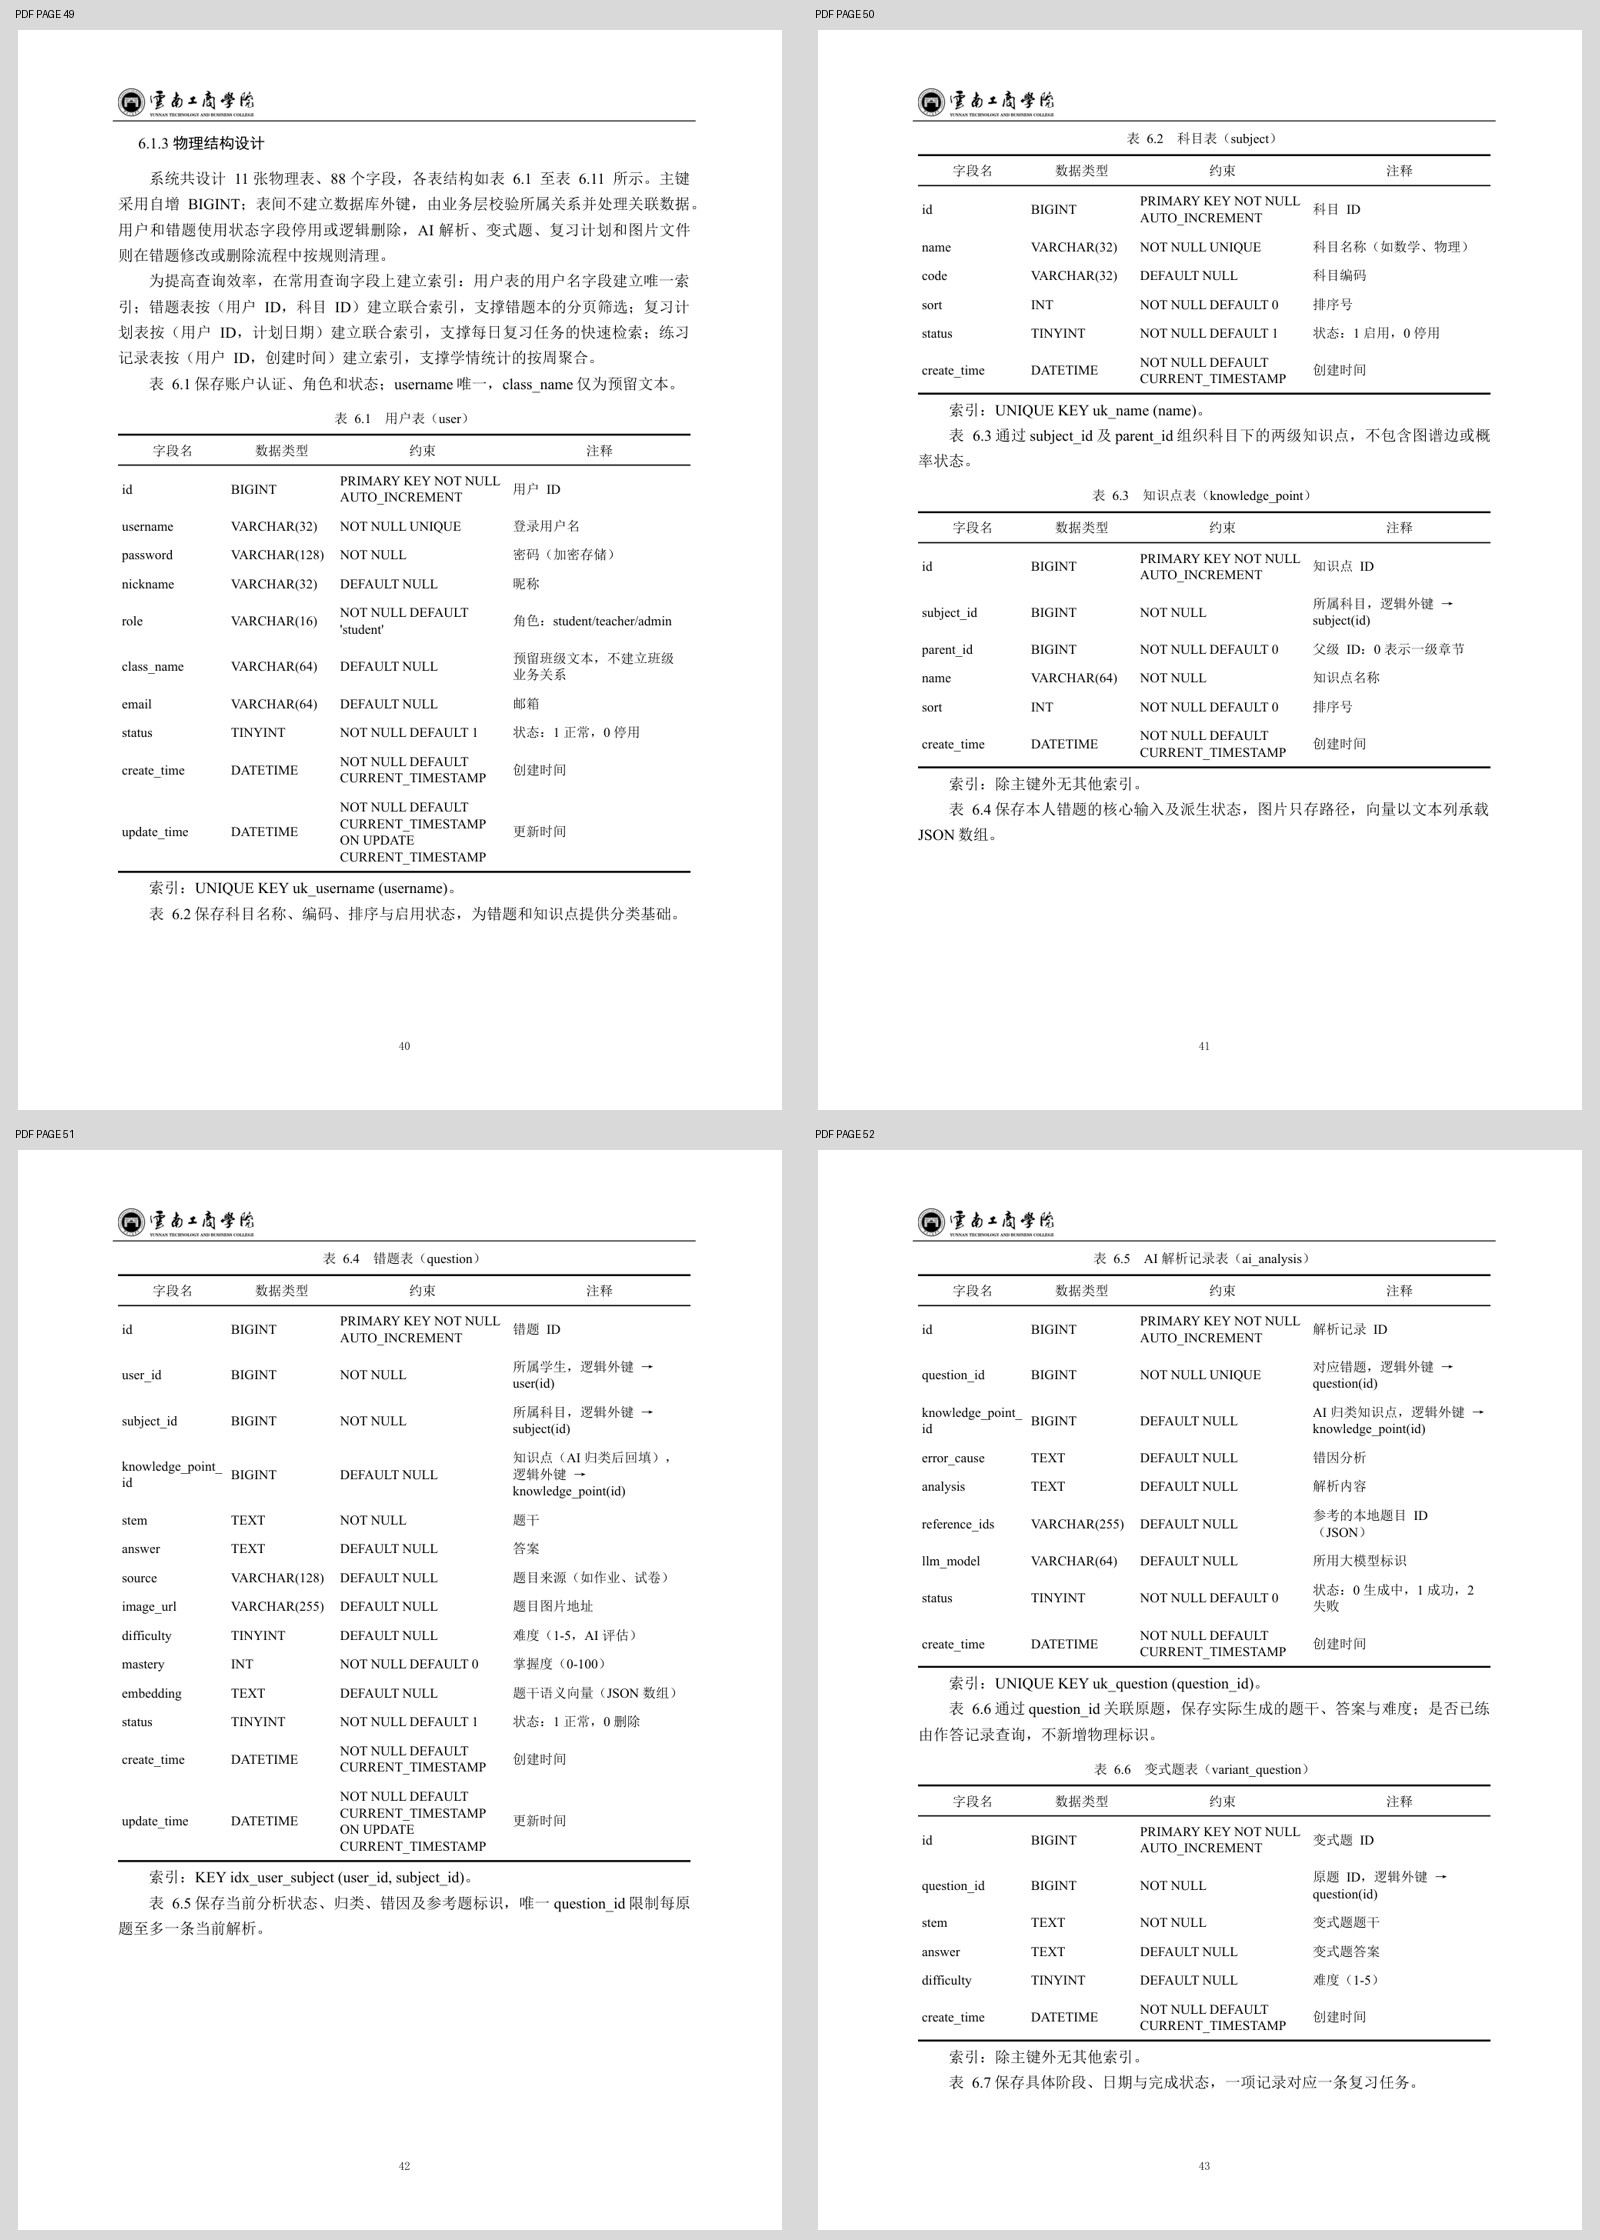 PDF PAGE 49
雲南工商學院
YUNNAN TECHNOLOGY AND BUSINESS COLLEGE
6.1.3 物理结构设计
系统共设计 11 张物理表、88 个字段，各表结构如表 6.1 至表 6.11 所示。主键
采用自增 BIGINT；表间不建立数据库外键，由业务层校验所属关系并处理关联数据。
用户和错题使用状态字段停用或逻辑删除，AI 解析、变式题、复习计划和图片文件
则在错题修改或删除流程中按规则清理。
为提高查询效率，在常用查询字段上建立索引：用户表的用户名字段建立唯一索
引；错题表按（用户 ID，科目 ID）建立联合索引，支撑错题本的分页筛选；复习计
划表按（用户 ID，计划日期）建立联合索引，支撑每日复习任务的快速检索；练习
记录表按（用户 ID，创建时间）建立索引，支撑学情统计的按周聚合。
表 6.1 保存账户认证、角色和状态；username 唯一，class_name 仅为预留文本。
表 6.1 用户表（user）
字段名 数据类型 约束 注释
id BIGINT PRIMARY KEY NOT NULL AUTO_INCREMENT 用户 ID
username VARCHAR(32) NOT NULL UNIQUE 登录用户名
password VARCHAR(128) NOT NULL 密码（加密存储）
nickname VARCHAR(32) DEFAULT NULL 昵称
role VARCHAR(16) NOT NULL DEFAULT 'student' 角色：student/teacher/admin
class_name VARCHAR(64) DEFAULT NULL 预留班级文本，不建立班级业务关系
email VARCHAR(64) DEFAULT NULL 邮箱
status TINYINT NOT NULL DEFAULT 1 状态：1 正常，0 停用
create_time DATETIME NOT NULL DEFAULT CURRENT_TIMESTAMP 创建时间
update_time DATETIME NOT NULL DEFAULT CURRENT_TIMESTAMP ON UPDATE CURRENT_TIMESTAMP 更新时间
索引：UNIQUE KEY uk_username (username)。
表 6.2 保存科目名称、编码、排序与启用状态，为错题和知识点提供分类基础。
40
PDF PAGE 50
雲南工商學院
YUNNAN TECHNOLOGY AND BUSINESS COLLEGE
表 6.2 科目表（subject）
字段名 数据类型 约束 注释
id BIGINT PRIMARY KEY NOT NULL AUTO_INCREMENT 科目 ID
name VARCHAR(32) NOT NULL UNIQUE 科目名称（如数学、物理）
code VARCHAR(32) DEFAULT NULL 科目编码
sort INT NOT NULL DEFAULT 0 排序号
status TINYINT NOT NULL DEFAULT 1 状态：1 启用，0 停用
create_time DATETIME NOT NULL DEFAULT CURRENT_TIMESTAMP 创建时间
索引：UNIQUE KEY uk_name (name)。
表 6.3 通过 subject_id 及 parent_id 组织科目下的两级知识点，不包含图谱边或概
率状态。
表 6.3 知识点表（knowledge_point）
字段名 数据类型 约束 注释
id BIGINT PRIMARY KEY NOT NULL AUTO_INCREMENT 知识点 ID
subject_id BIGINT NOT NULL 所属科目，逻辑外键 → subject(id)
parent_id BIGINT NOT NULL DEFAULT 0 父级 ID：0 表示一级章节
name VARCHAR(64) NOT NULL 知识点名称
sort INT NOT NULL DEFAULT 0 排序号
create_time DATETIME NOT NULL DEFAULT CURRENT_TIMESTAMP 创建时间
索引：除主键外无其他索引。
表 6.4 保存本人错题的核心输入及派生状态，图片只存路径，向量以文本列承载
JSON 数组。
41
PDF PAGE 51
雲南工商學院
YUNNAN TECHNOLOGY AND BUSINESS COLLEGE
表 6.4 错题表（question）
字段名 数据类型 约束 注释
id BIGINT PRIMARY KEY NOT NULL AUTO_INCREMENT 错题 ID
user_id BIGINT NOT NULL 所属学生，逻辑外键 → user(id)
subject_id BIGINT NOT NULL 所属科目，逻辑外键 → subject(id)
knowledge_point_id BIGINT DEFAULT NULL 知识点（AI 归类后回填），逻辑外键 → knowledge_point(id)
stem TEXT NOT NULL 题干
answer TEXT DEFAULT NULL 答案
source VARCHAR(128) DEFAULT NULL 题目来源（如作业、试卷）
image_url VARCHAR(255) DEFAULT NULL 题目图片地址
difficulty TINYINT DEFAULT NULL 难度（1-5，AI 评估）
mastery INT NOT NULL DEFAULT 0 掌握度（0-100）
embedding TEXT DEFAULT NULL 题干语义向量（JSON 数组）
status TINYINT NOT NULL DEFAULT 1 状态：1 正常，0 删除
create_time DATETIME NOT NULL DEFAULT CURRENT_TIMESTAMP 创建时间
update_time DATETIME NOT NULL DEFAULT CURRENT_TIMESTAMP ON UPDATE CURRENT_TIMESTAMP 更新时间
索引：KEY idx_user_subject (user_id, subject_id)。
表 6.5 保存当前分析状态、归类、错因及参考题标识，唯一 question_id 限制每原
题至多一条当前解析。
42
PDF PAGE 52
雲南工商學院
YUNNAN TECHNOLOGY AND BUSINESS COLLEGE
表 6.5 AI 解析记录表（ai_analysis）
字段名 数据类型 约束 注释
id BIGINT PRIMARY KEY NOT NULL AUTO_INCREMENT 解析记录 ID
question_id BIGINT NOT NULL UNIQUE 对应错题，逻辑外键 → question(id)
knowledge_point_id BIGINT DEFAULT NULL AI 归类知识点，逻辑外键 → knowledge_point(id)
error_cause TEXT DEFAULT NULL 错因分析
analysis TEXT DEFAULT NULL 解析内容
reference_ids VARCHAR(255) DEFAULT NULL 参考的本地题目 ID（JSON）
llm_model VARCHAR(64) DEFAULT NULL 所用大模型标识
status TINYINT NOT NULL DEFAULT 0 状态：0 生成中，1 成功，2 失败
create_time DATETIME NOT NULL DEFAULT CURRENT_TIMESTAMP 创建时间
索引：UNIQUE KEY uk_question (question_id)。
表 6.6 通过 question_id 关联原题，保存实际生成的题干、答案与难度；是否已练
由作答记录查询，不新增物理标识。
表 6.6 变式题表（variant_question）
字段名 数据类型 约束 注释
id BIGINT PRIMARY KEY NOT NULL AUTO_INCREMENT 变式题 ID
question_id BIGINT NOT NULL 原题 ID，逻辑外键 → question(id)
stem TEXT NOT NULL 变式题题干
answer TEXT DEFAULT NULL 变式题答案
difficulty TINYINT DEFAULT NULL 难度（1-5）
create_time DATETIME NOT NULL DEFAULT CURRENT_TIMESTAMP 创建时间
索引：除主键外无其他索引。
表 6.7 保存具体阶段、日期与完成状态，一项记录对应一条复习任务。
43